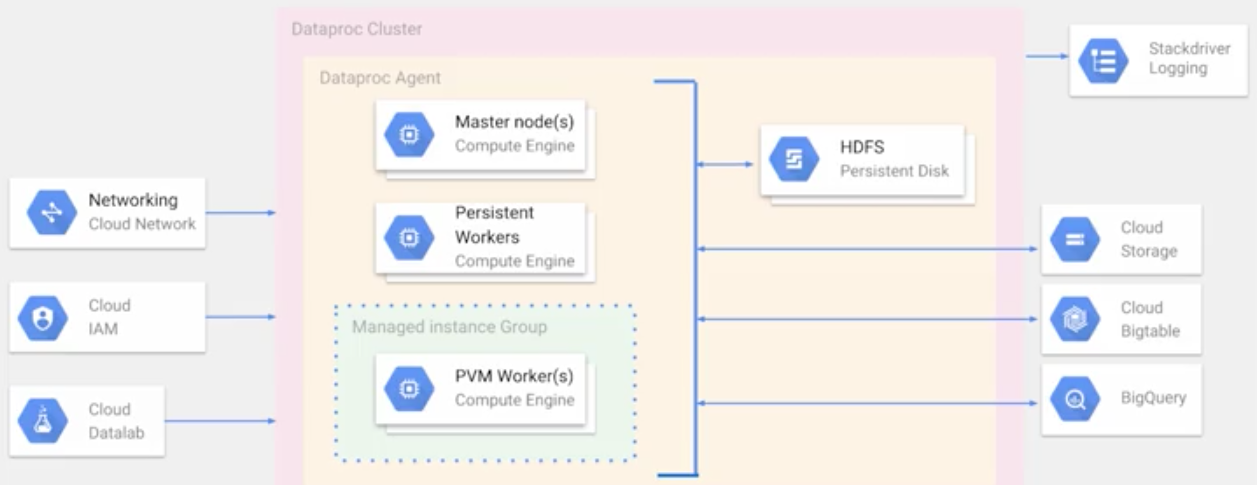 Dataproc Cluster
Dataproc Agent
Master node(s)
Compute Engine
Persistent
Workers
Compute Engine
Managed instance Group
PVM Worker(s)
Compute Engine
Networking
Cloud Network
Cloud
IAM
Cloud
Datalab
HDFS
Persistent Disk
Stackdriver
Logging
Cloud
Storage
Cloud
Bigtable
BigQuery